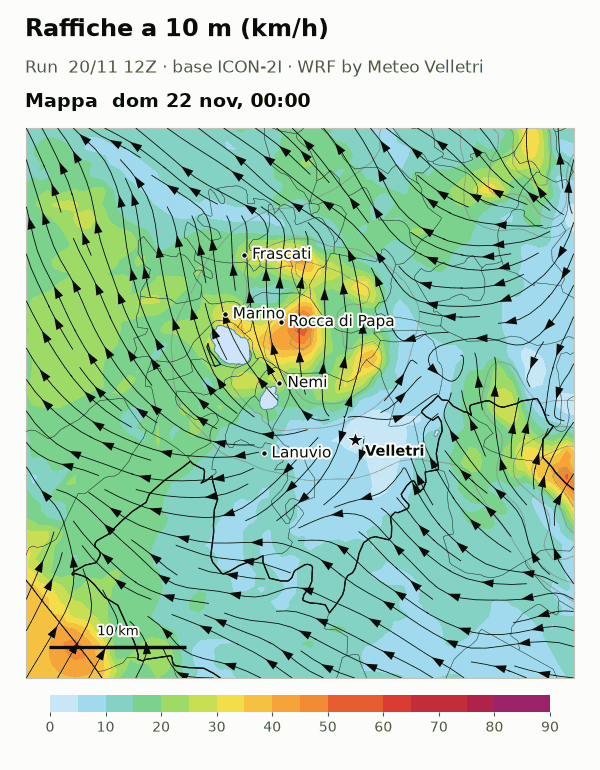 Raffiche a 10 m (km/h)
Run  20/11 12Z · base ICON-2I · WRF by Meteo Velletri
Mappa  dom 22 nov, 00:00
Frascati
Marino
Rocca di Papa
Nemi
Velletri
Lanuvio
10 km
0 10 20 30 40 50 60 70 80 90